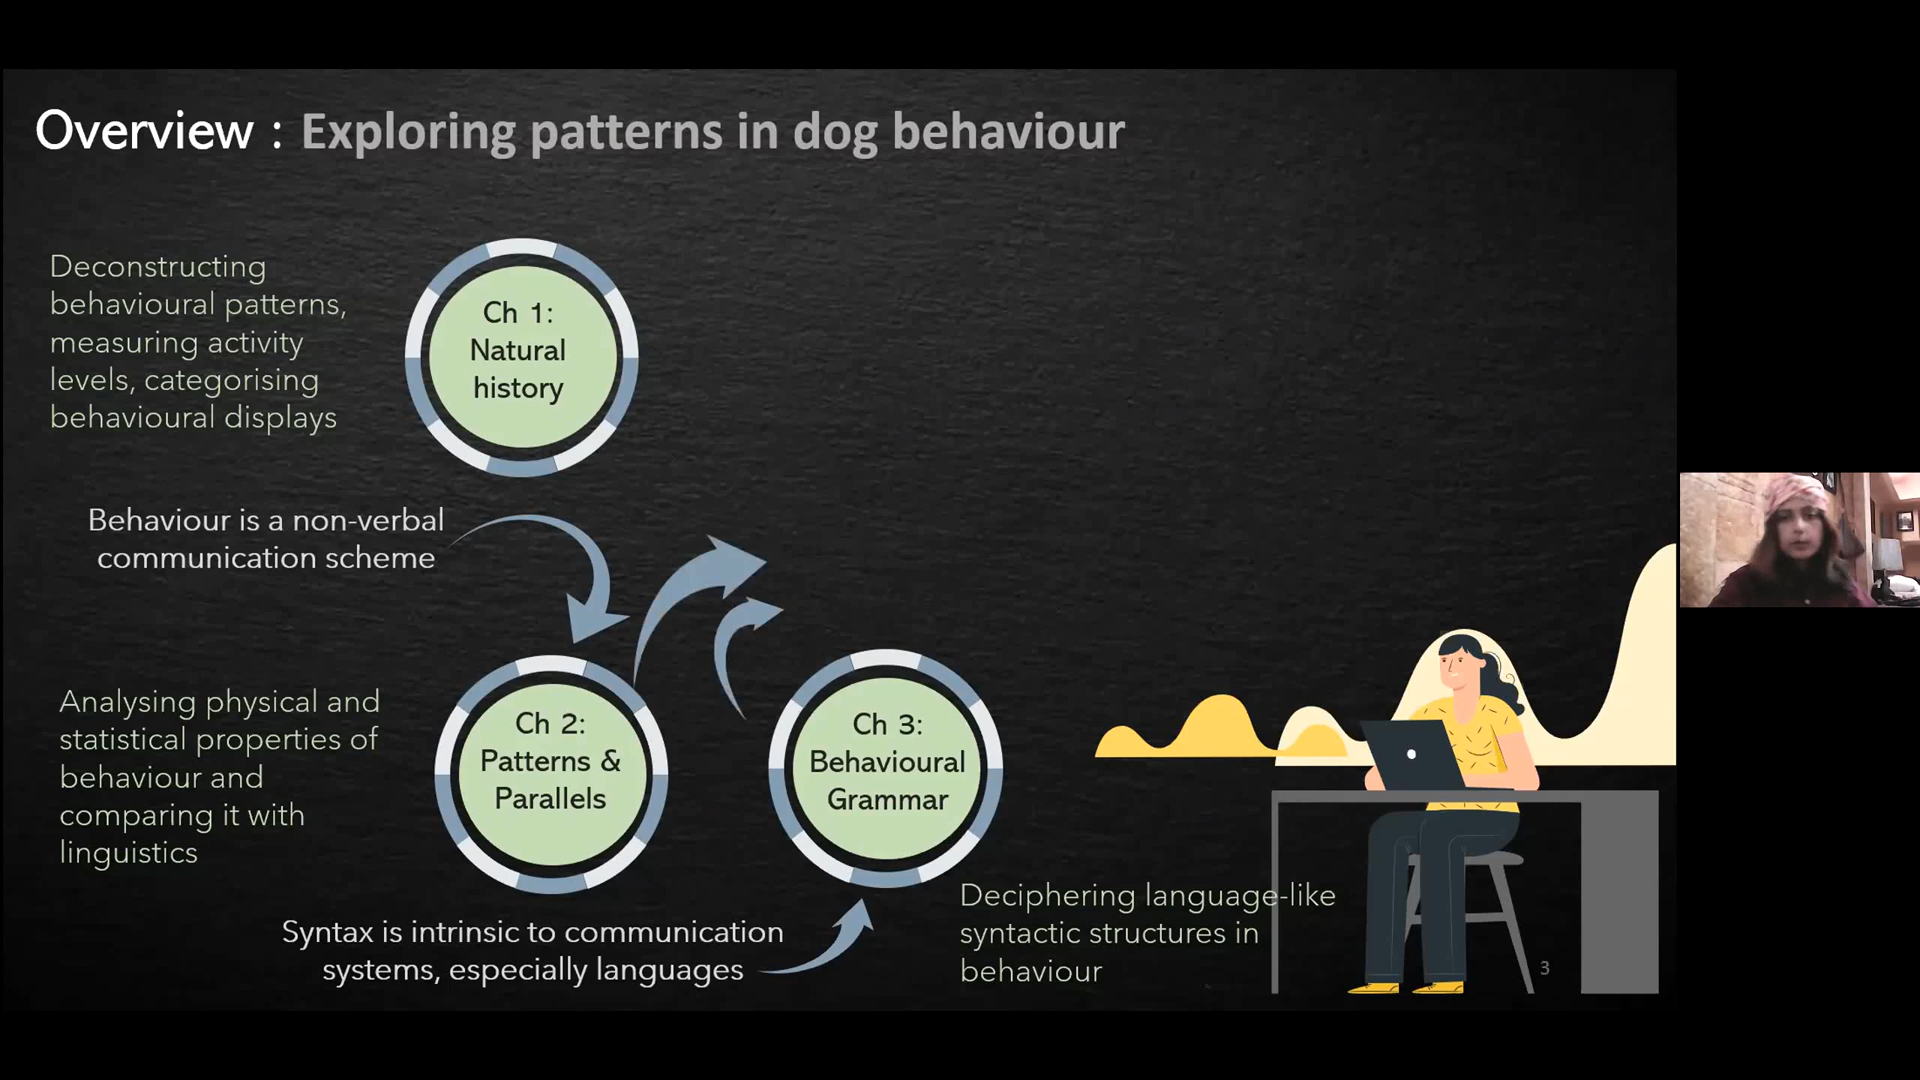 Overview : Exploring patterns in dog behaviour
Deconstructing
behavioural patterns,
measuring activity
levels, categorising
behavioural displays
Ch 1:
Natural
history
Behaviour is a non-verbal
communication scheme
Analysing physical and
statistical properties of
behaviour and
comparing it with
linguistics
Ch 2:
Patterns &
Parallels
Ch 3:
Behavioural
Grammar
Syntax is intrinsic to communication
systems, especially languages
Deciphering language-like
syntactic structures in
behaviour
3